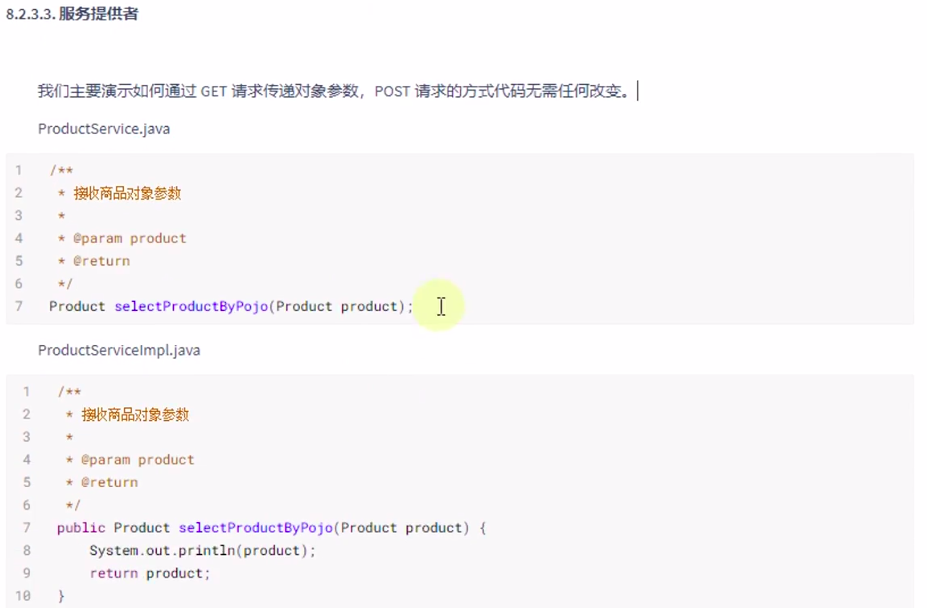 8.2.3.3. 服务提供者
我们主要演示如何通过 GET 请求传递对象参数，POST 请求的方式代码无需任何改变。
ProductService.java
1 /**
2 * 接收商品对象参数
3 *
4 * @param product
5 * @return
6 */
7 Product selectProductByPojo(Product product);
ProductServiceImpl.java
1 /**
2 * 接收商品对象参数
3 *
4 * @param product
5 * @return
6 */
7 public Product selectProductByPojo(Product product) {
8 System.out.println(product);
9 return product;
10 }